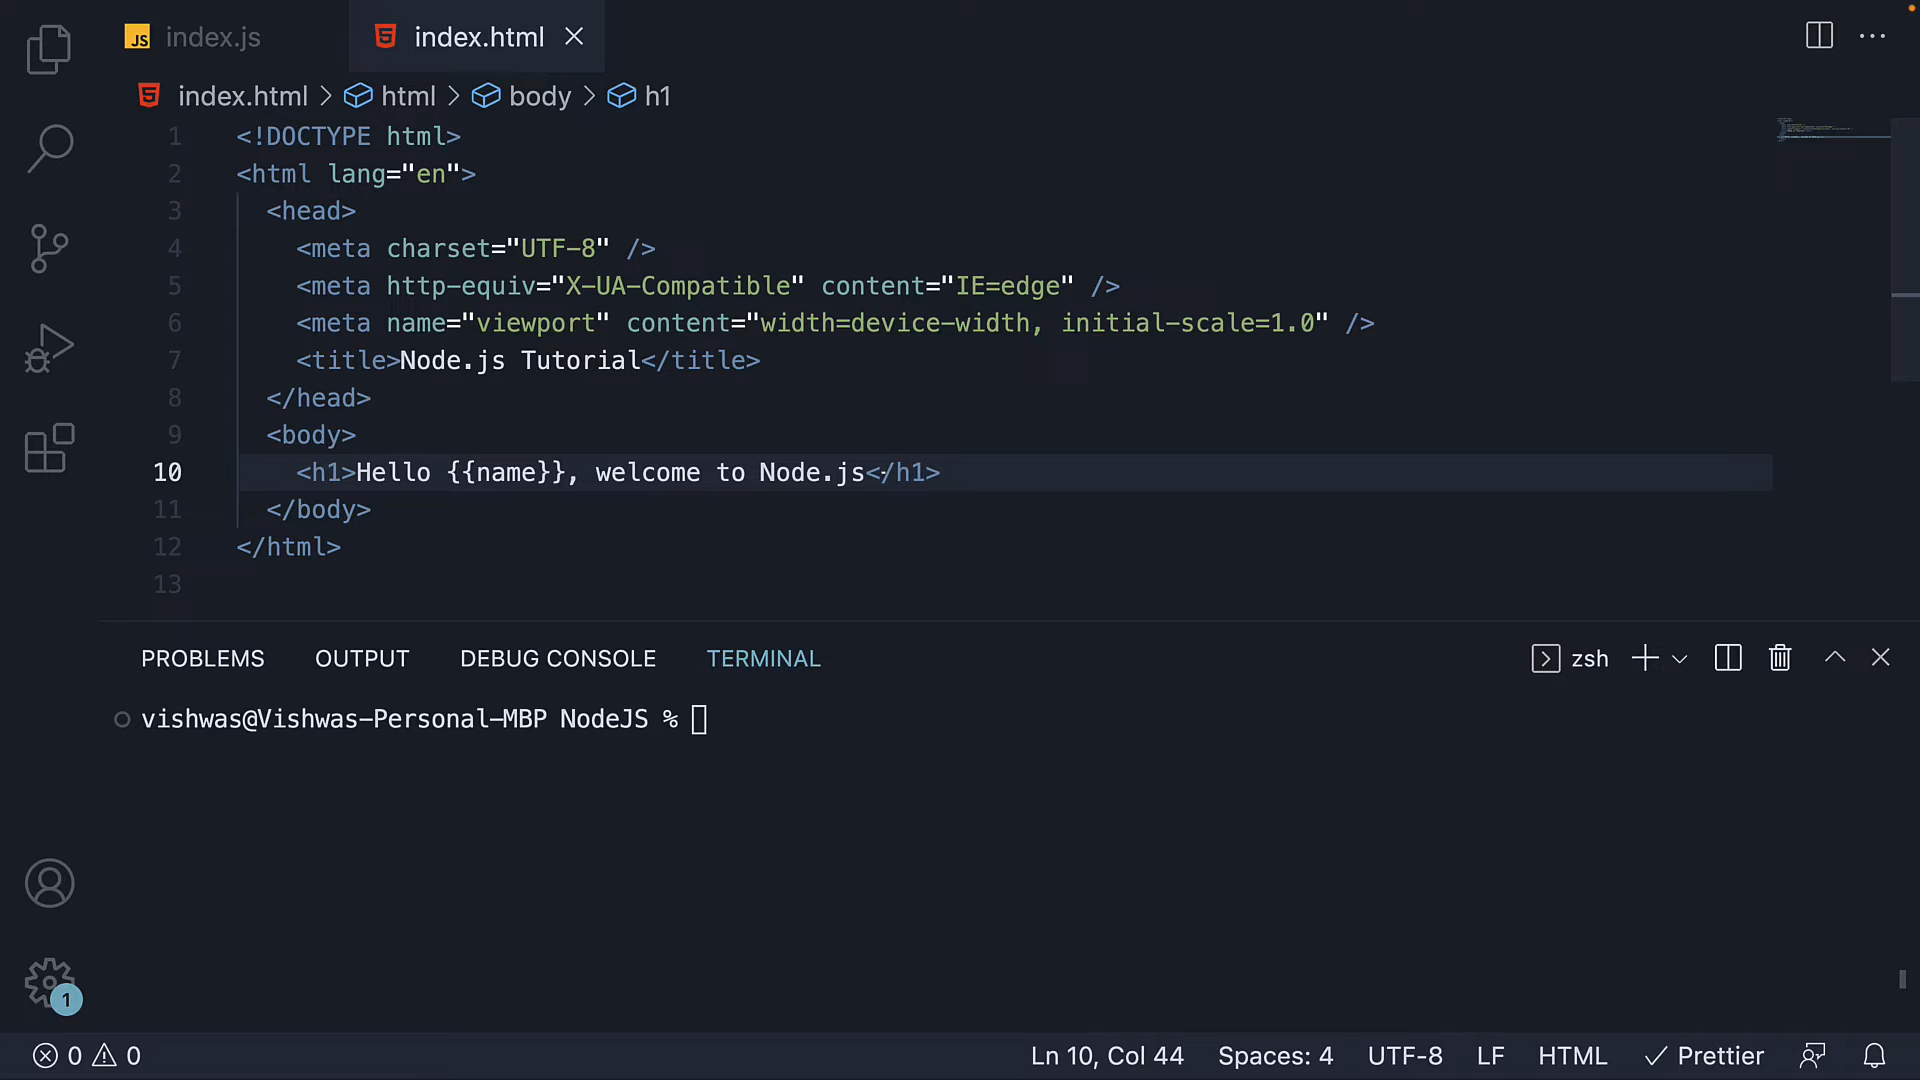 JS index.js index.html
index.html > html > body > h1
1 <!DOCTYPE html>
2 <html lang="en">
3 <head>
4 <meta charset="UTF-8" />
5 <meta http-equiv="X-UA-Compatible" content="IE=edge" />
6 <meta name="viewport" content="width=device-width, initial-scale=1.0" />
7 <title>Node.js Tutorial</title>
8 </head>
9 <body>
10 <h1>Hello {{name}}, welcome to Node.js</h1>
11 </body>
12 </html>
13
PROBLEMS OUTPUT DEBUG CONSOLE TERMINAL zsh
vishwas@Vishwas-Personal-MBP NodeJS %
1
0 0 Ln 10, Col 44 Spaces: 4 UTF-8 LF HTML Prettier